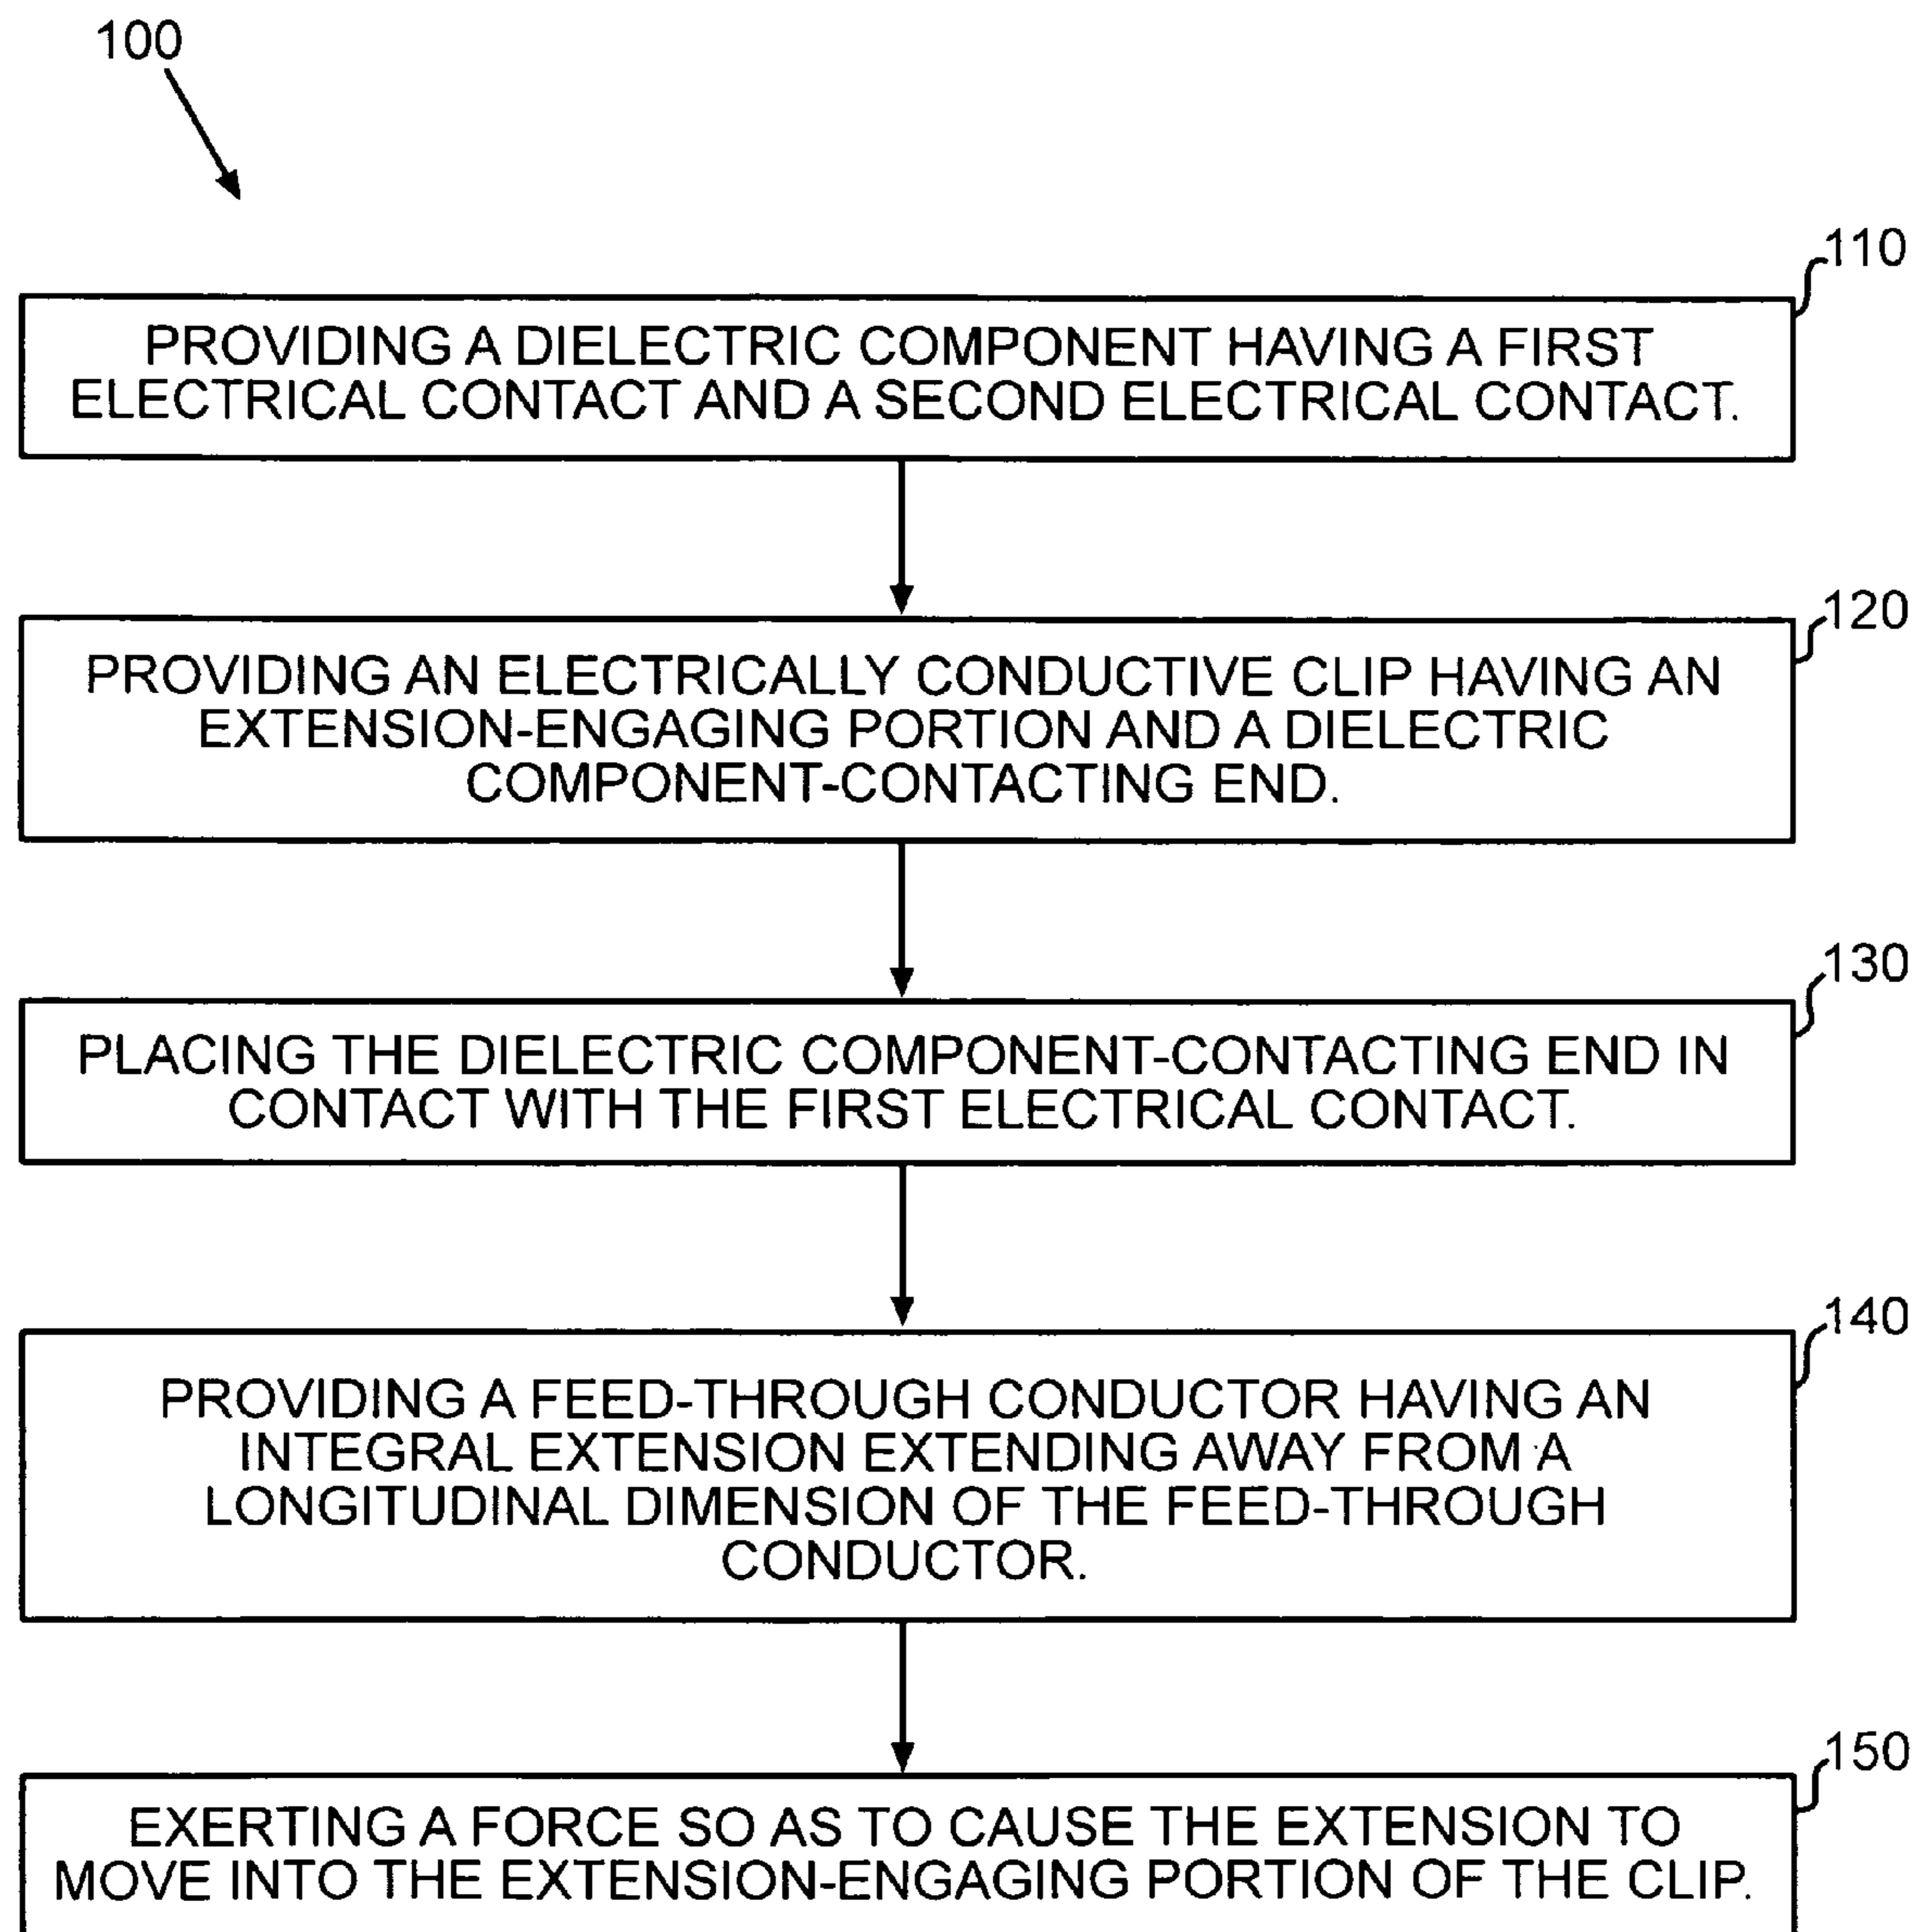 100
110
PROVIDING A DIELECTRIC COMPONENT HAVING A FIRST
ELECTRICAL CONTACT AND A SECOND ELECTRICAL CONTACT.
120
PROVIDING AN ELECTRICALLY CONDUCTIVE CLIP HAVING AN
EXTENSION-ENGAGING PORTION AND A DIELECTRIC
COMPONENT-CONTACTING END.
130
PLACING THE DIELECTRIC COMPONENT-CONTACTING END IN
CONTACT WITH THE FIRST ELECTRICAL CONTACT.
140
PROVIDING A FEED-THROUGH CONDUCTOR HAVING AN
INTEGRAL EXTENSION EXTENDING AWAY FROM A
LONGITUDINAL DIMENSION OF THE FEED-THROUGH
CONDUCTOR.
150
EXERTING A FORCE SO AS TO CAUSE THE EXTENSION TO
MOVE INTO THE EXTENSION-ENGAGING PORTION OF THE CLIP.